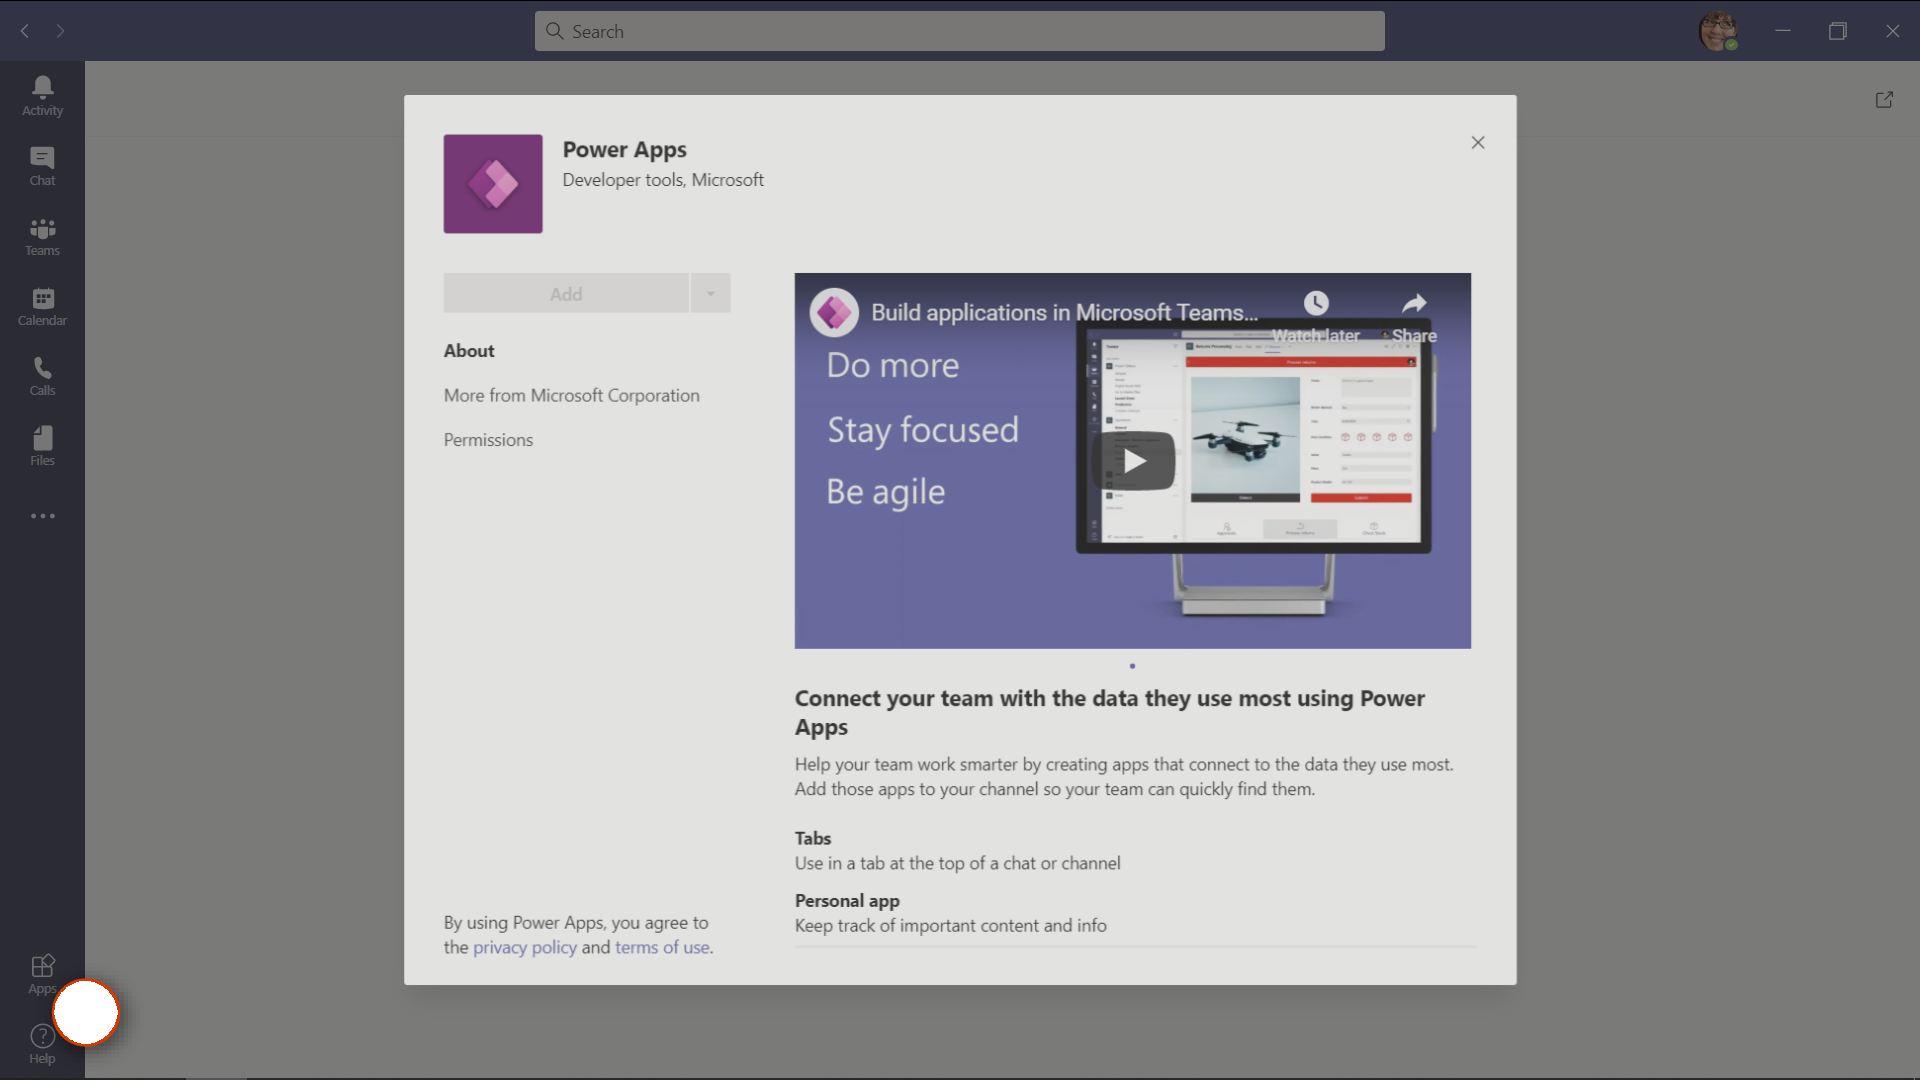 Search
Activity
Chat
Teams
Calendar
Calls
Files
Apps
Help
Power Apps
Developer tools, Microsoft
Add
About
More from Microsoft Corporation
Permissions
By using Power Apps, you agree to
the privacy policy and terms of use.
Build applications in Microsoft Teams...
Watch later
Share
Do more
Stay focused
Be agile
Connect your team with the data they use most using Power
Apps
Help your team work smarter by creating apps that connect to the data they use most.
Add those apps to your channel so your team can quickly find them.
Tabs
Use in a tab at the top of a chat or channel
Personal app
Keep track of important content and info